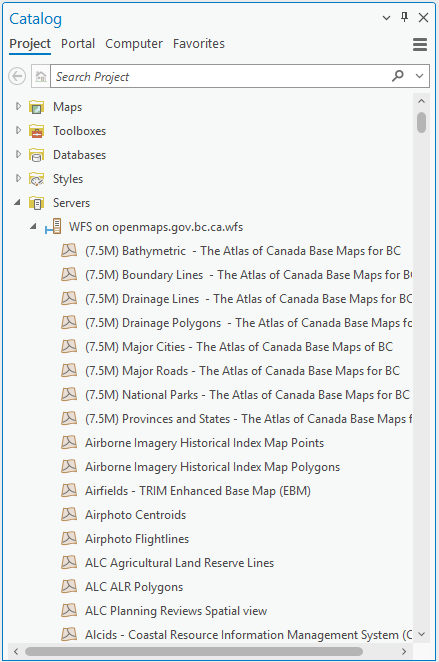 Catalog
Project Portal Computer Favorites
Search Project
Maps
Toolboxes
Databases
Styles
Servers
WFS on openmaps.gov.bc.ca.wfs
(7.5M) Bathymetric - The Atlas of Canada Base Maps for BC
(7.5M) Boundary Lines - The Atlas of Canada Base Maps for BC
(7.5M) Drainage Lines - The Atlas of Canada Base Maps for BC
(7.5M) Drainage Polygons - The Atlas of Canada Base Maps fo
(7.5M) Major Cities - The Atlas of Canada Base Maps of BC
(7.5M) Major Roads - The Atlas of Canada Base Maps for BC
(7.5M) National Parks - The Atlas of Canada Base Maps for BC
(7.5M) Provinces and States - The Atlas of Canada Base Maps f
Airborne Imagery Historical Index Map Points
Airborne Imagery Historical Index Map Polygons
Airfields - TRIM Enhanced Base Map (EBM)
Airphoto Centroids
Airphoto Flightlines
ALC Agricultural Land Reserve Lines
ALC ALR Polygons
ALC Planning Reviews Spatial view
Alcids - Coastal Resource Information Management System (C